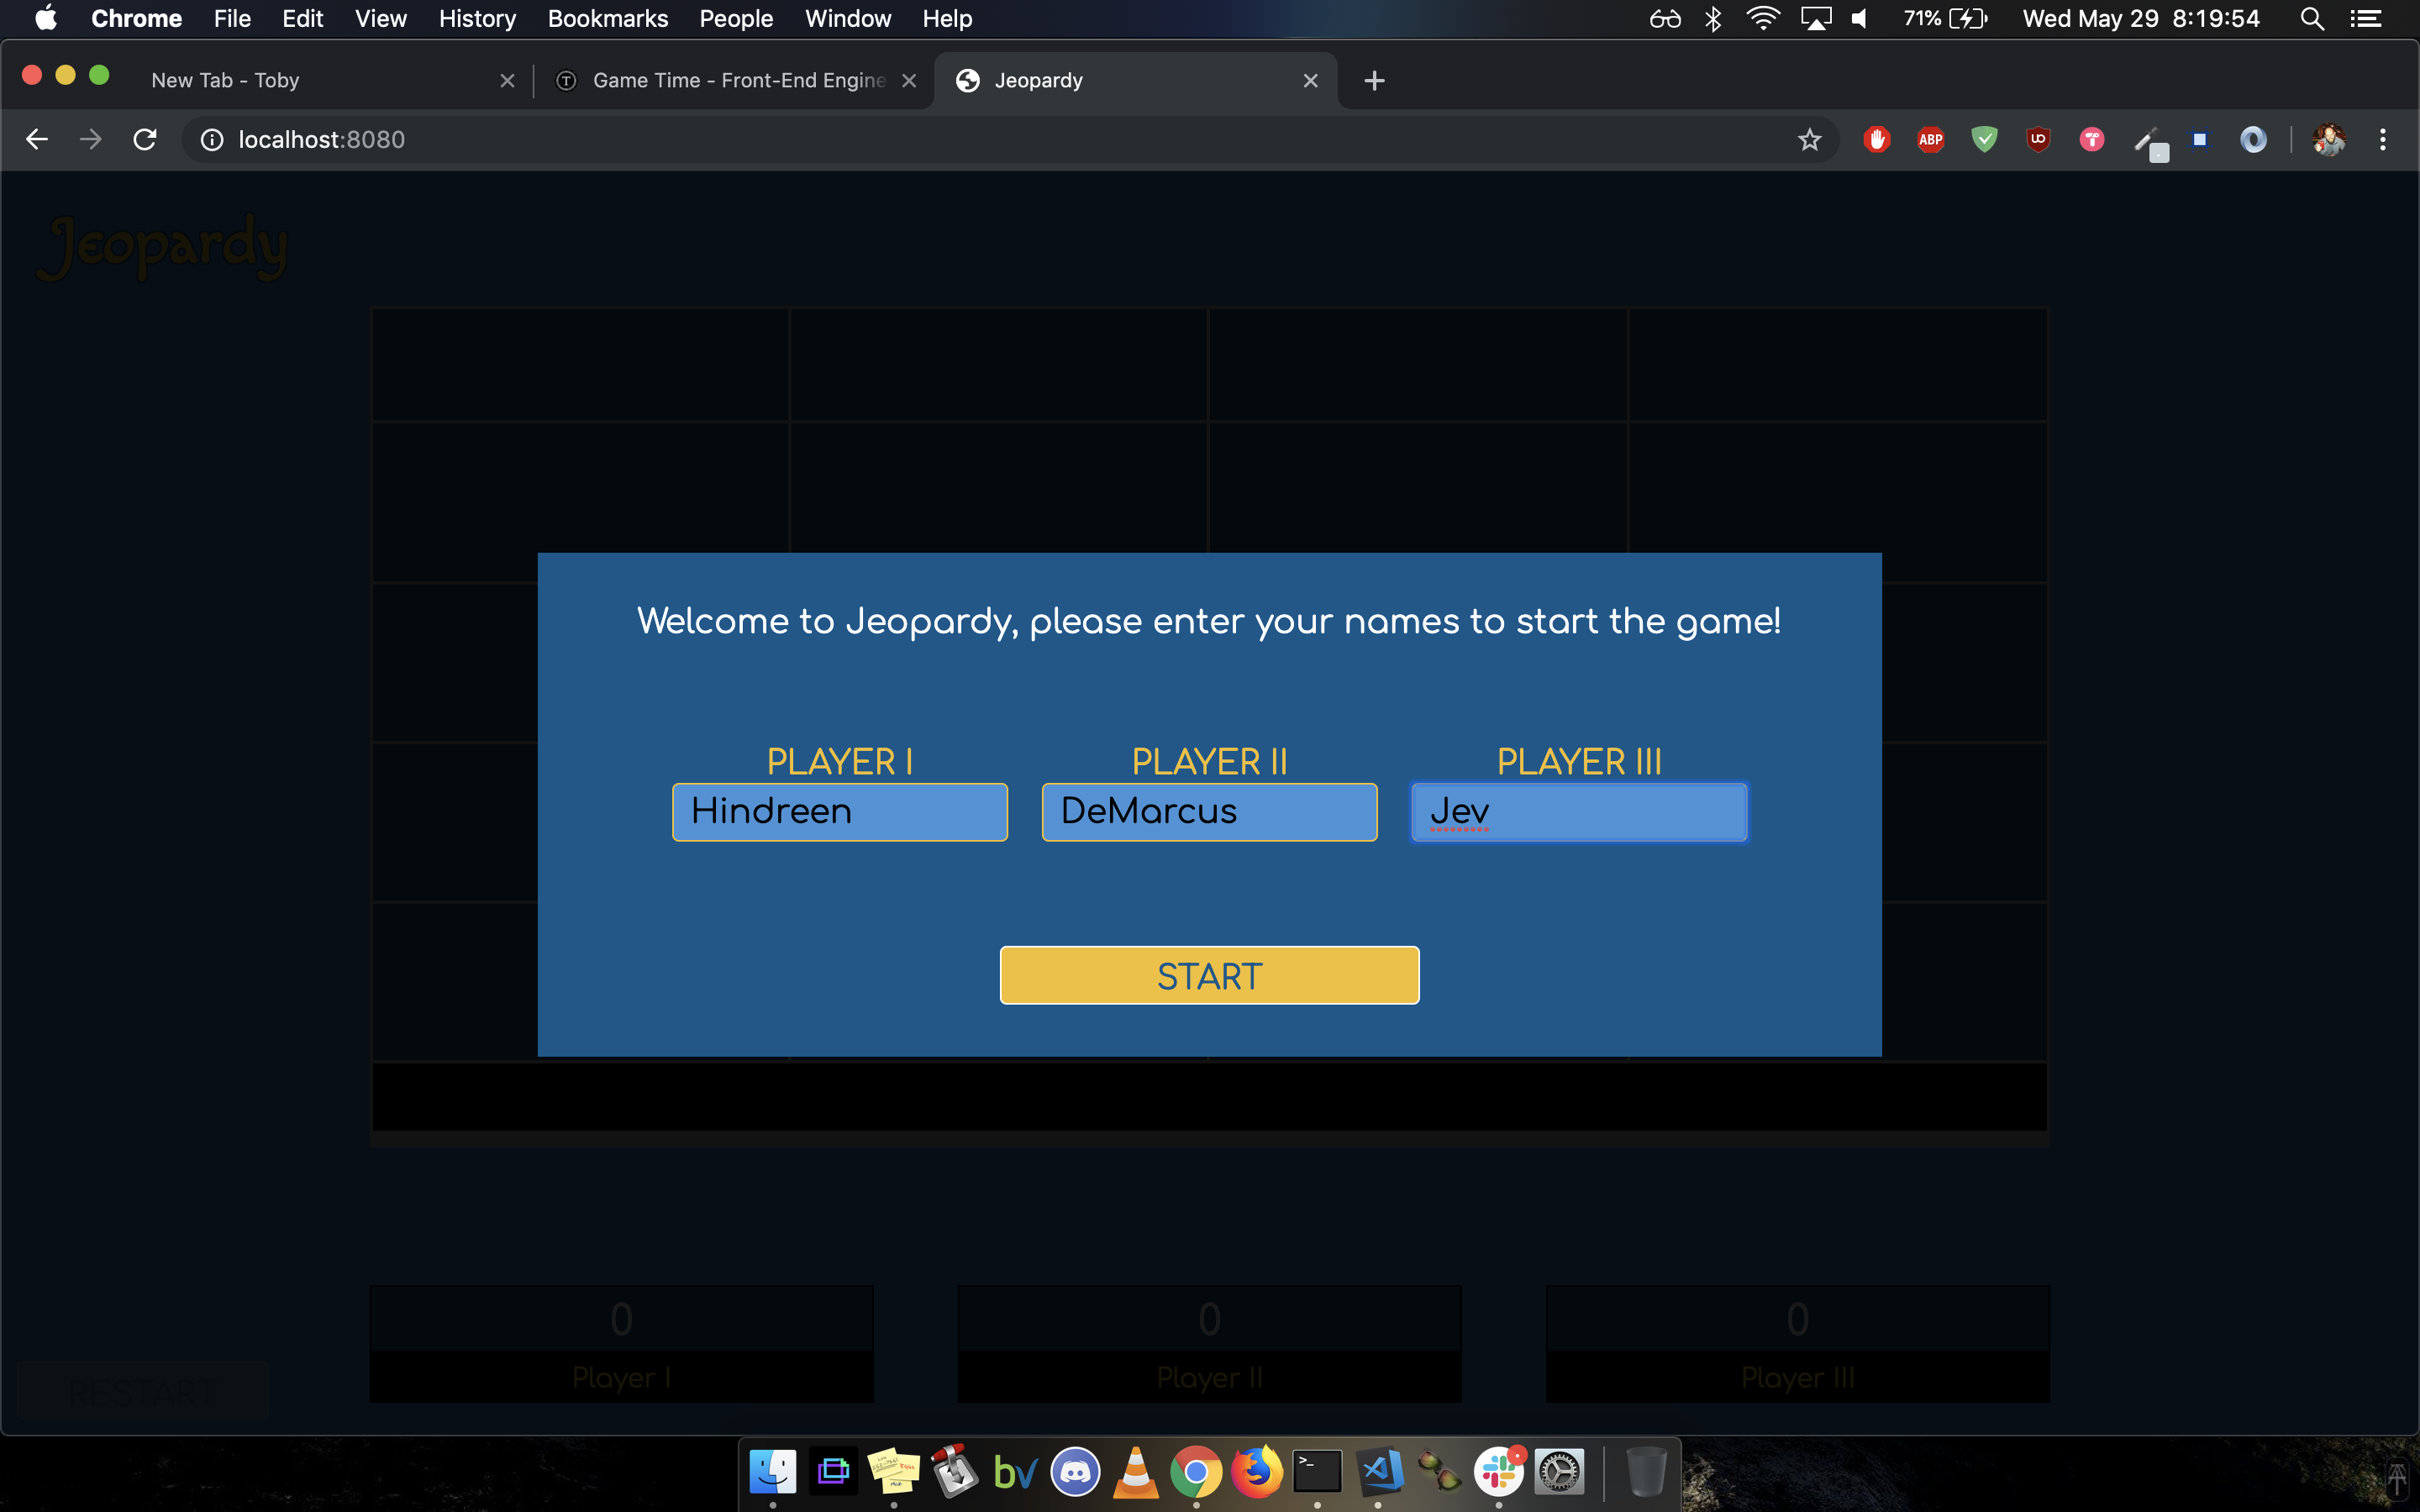 Chrome File Edit View History Bookmarks People Window Help 71% Wed May 29 8:19:54
New Tab - Toby Game Time - Front-End Engine Jeopardy
localhost:8080
ABP
Jeopardy
Welcome to Jeopardy, please enter your names to start the game!
PLAYER I PLAYER II PLAYER III
Hindreen DeMarcus Jev
START
0 0 0
Player I Player II Player III
RESTART
bv